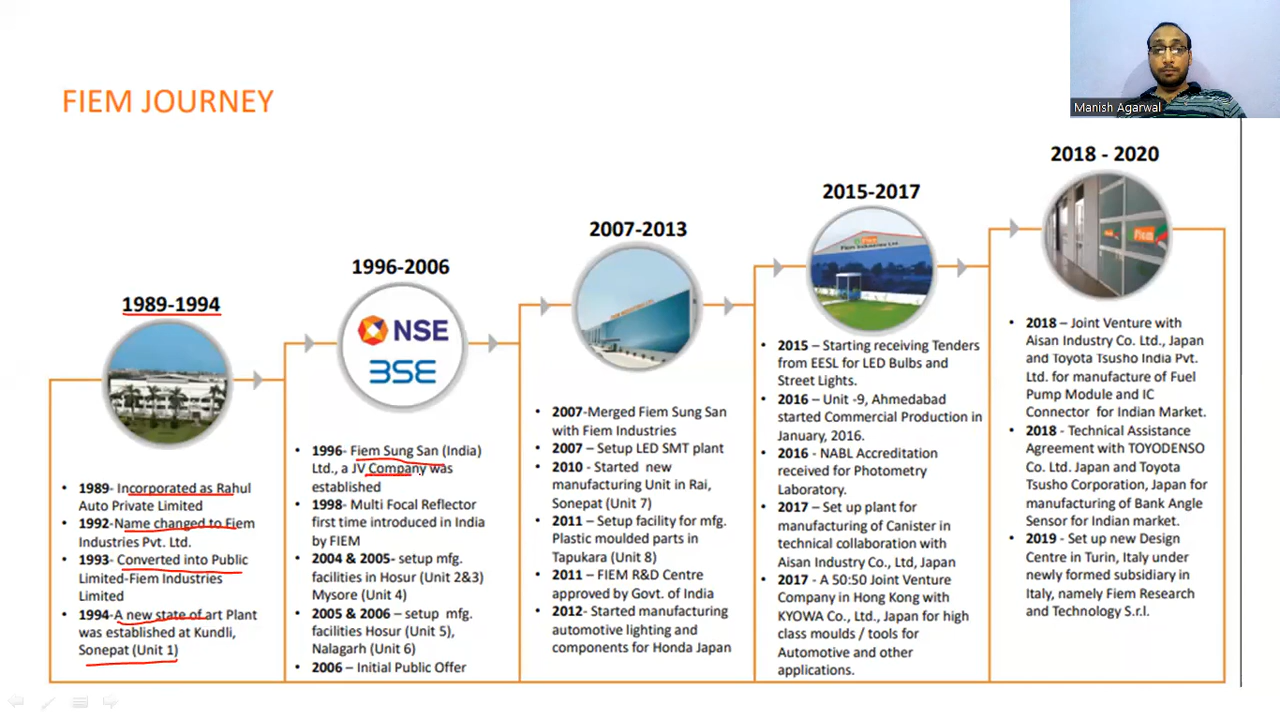 Manish Agarwal
FIEM JOURNEY
1989-1994
• 1989- Incorporated as Rahul
Auto Private Limited
• 1992-Name changed to Fiem
Industries Pvt. Ltd.
• 1993- Converted into Public
Limited-Fiem Industries
Limited
• 1994-A new state of art Plant
was established at Kundli,
Sonepat (Unit 1)
1996-2006
NSE
BSE
• 1996- Fiem Sung San (India)
Ltd., a JV Company was
established
• 1998- Multi Focal Reflector
first time introduced in India
by FIEM
• 2004 & 2005- setup mfg.
facilities in Hosur (Unit 2&3)
Mysore (Unit 4)
• 2005 & 2006 – setup mfg.
facilities Hosur (Unit 5),
Nalagarh (Unit 6)
• 2006 – Initial Public Offer
2007-2013
• 2007-Merged Fiem Sung San
with Fiem Industries
• 2007 – Setup LED SMT plant
• 2010 - Started new
manufacturing Unit in Rai,
Sonepat (Unit 7)
• 2011 – Setup facility for mfg.
Plastic moulded parts in
Tapukara (Unit 8)
• 2011 – FIEM R&D Centre
approved by Govt. of India
• 2012- Started manufacturing
automotive lighting and
components for Honda Japan
2015-2017
Fiem Industries Ltd
• 2015 – Starting receiving Tenders
from EESL for LED Bulbs and
Street Lights.
• 2016 – Unit -9, Ahmedabad
started Commercial Production in
January, 2016.
• 2016 - NABL Accreditation
received for Photometry
Laboratory.
• 2017 – Set up plant for
manufacturing of Canister in
technical collaboration with
Aisan Industry Co., Ltd, Japan
• 2017 - A 50:50 Joint Venture
Company in Hong Kong with
KYOWA Co., Ltd., Japan for high
class moulds / tools for
Automotive and other
applications.
2018 - 2020
Fiem
• 2018 – Joint Venture with
Aisan Industry Co. Ltd., Japan
and Toyota Tsusho India Pvt.
Ltd. for manufacture of Fuel
Pump Module and IC
Connector for Indian Market.
• 2018 - Technical Assistance
Agreement with TOYODENSO
Co. Ltd. Japan and Toyota
Tsusho Corporation, Japan for
manufacturing of Bank Angle
Sensor for Indian market.
• 2019 - Set up new Design
Centre in Turin, Italy under
newly formed subsidiary in
Italy, namely Fiem Research
and Technology S.r.l.